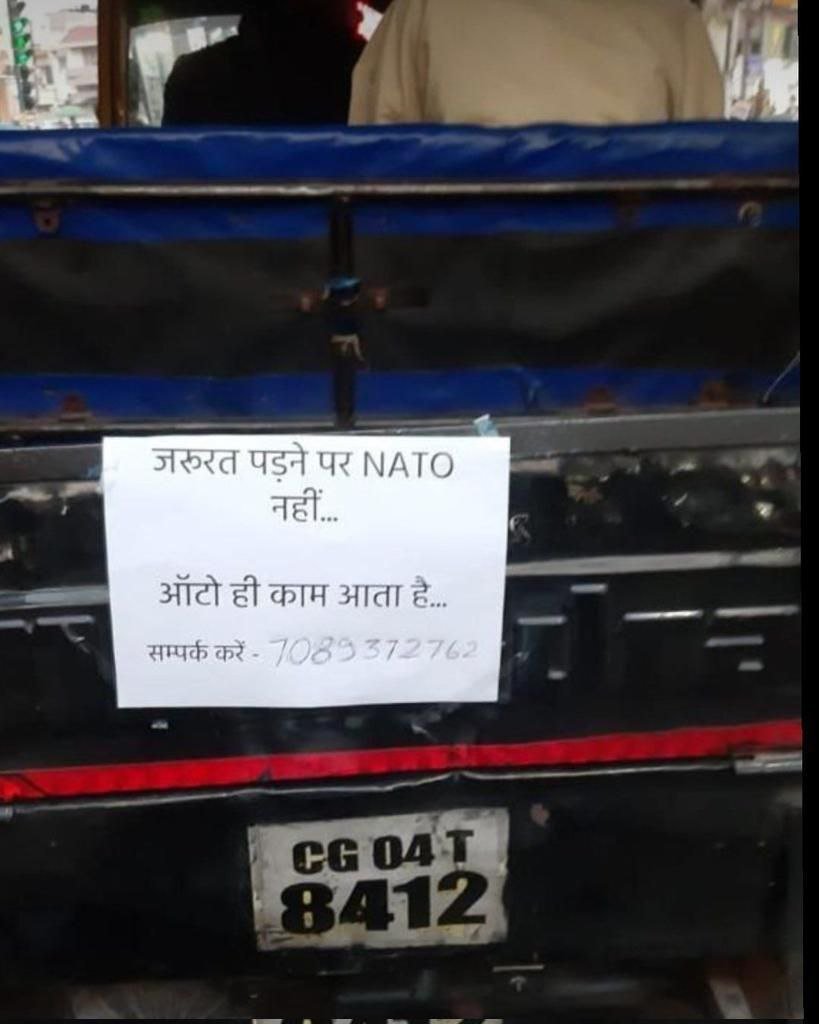 जरूरत पड़ने पर NATO
नहीं...
ऑटो ही काम आता है...
सम्पर्क करें - 7089372762
CG 04 T
8412